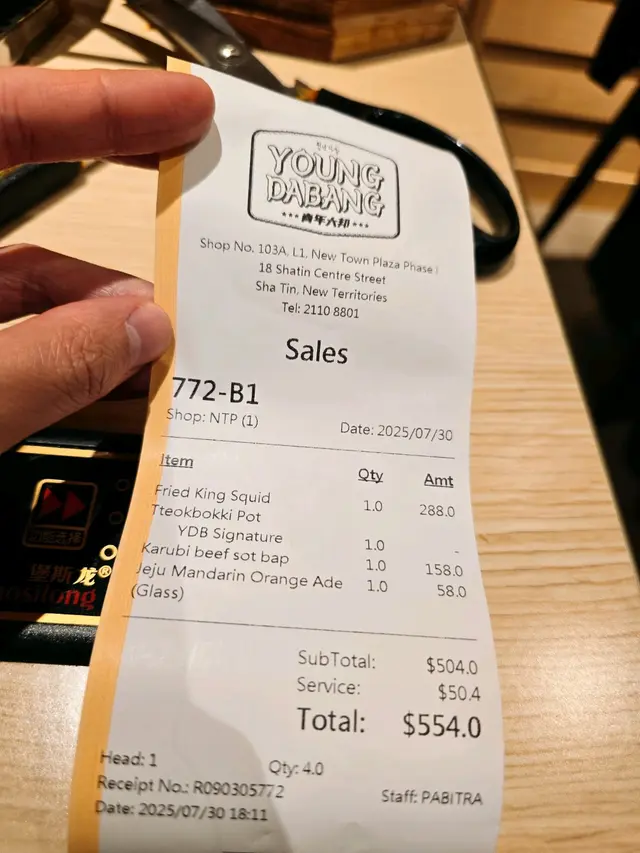 YOUNG
DABANG
青年大邦
Shop No. 103A, L1, New Town Plaza Phase
18 Shatin Centre Street
Sha Tin, New Territories
Tel: 2110 8801
Sales
772-B1
Shop: NTP (1)
Date: 2025/07/30
Item Qty Amt
Fried King Squid 1.0 288.0
Tteokbokki Pot
YDB Signature 1.0 -
Karubi beef sot bap 1.0 158.0
Jeju Mandarin Orange Ade 1.0 58.0
(Glass)
SubTotal: $504.0
Service: $50.4
Total: $554.0
Head: 1 Qty: 4.0
Receipt No.: R090305772 Staff: PABITRA
Date: 2025/07/30 18:11
堡斯龙®